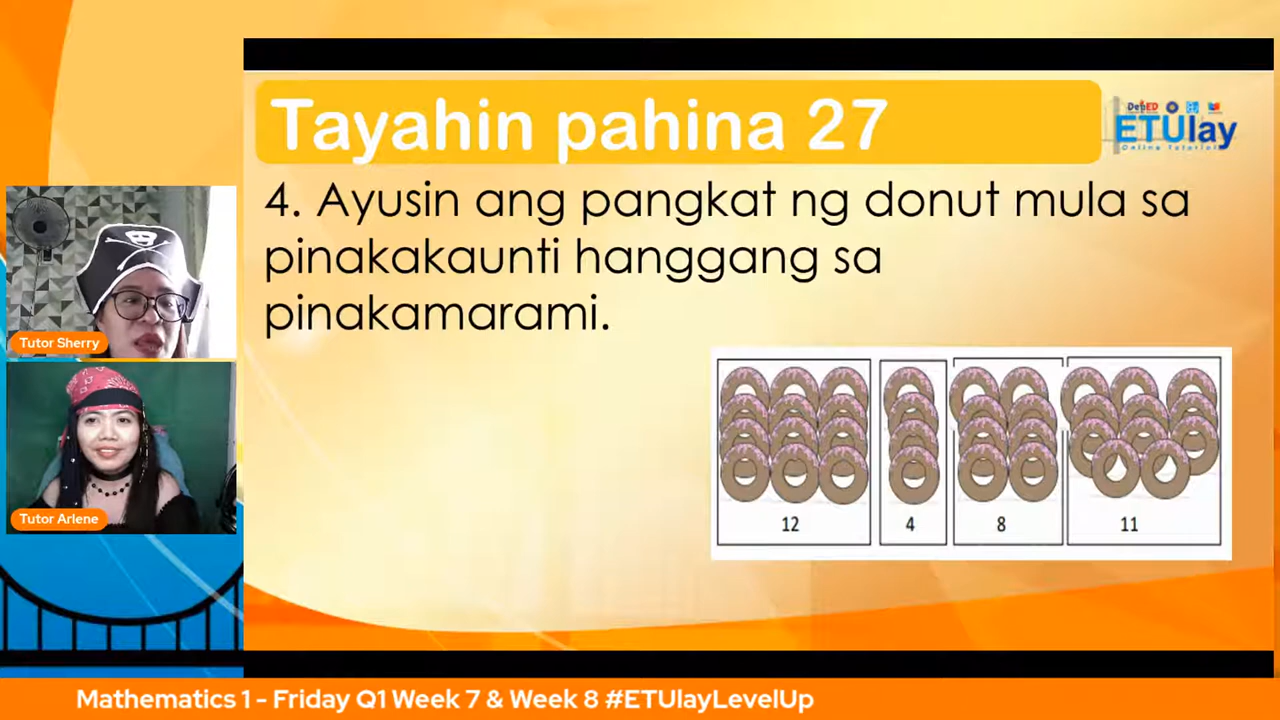 Tayahin pahina 27
DepED
ETUlay
Online Tutorial
4. Ayusin ang pangkat ng donut mula sa
pinakakaunti hanggang sa
pinakamarami.
12 4 8 11
Tutor Sherry
Tutor Arlene
Mathematics 1 - Friday Q1 Week 7 & Week 8 #ETUlayLevelUp